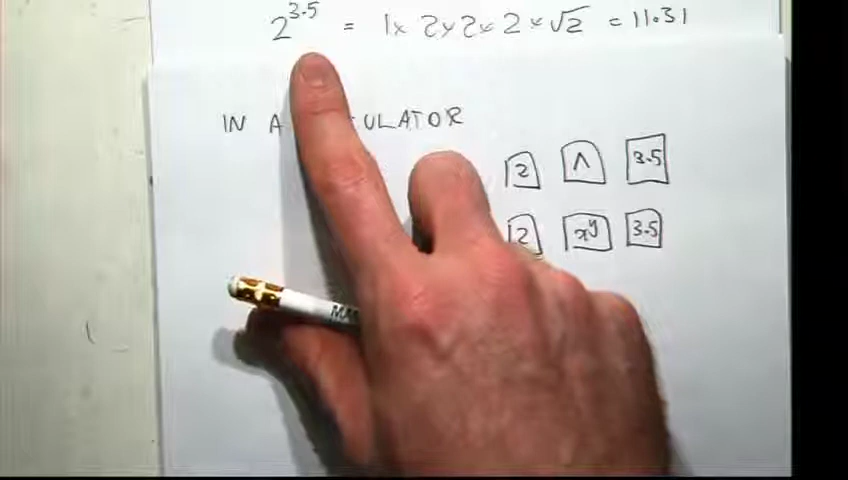 2^3.5 = 1× 2×2×2×√2 = 11.31
IN A ULATOR
2 ^ 3.5
2 x^y 3.5